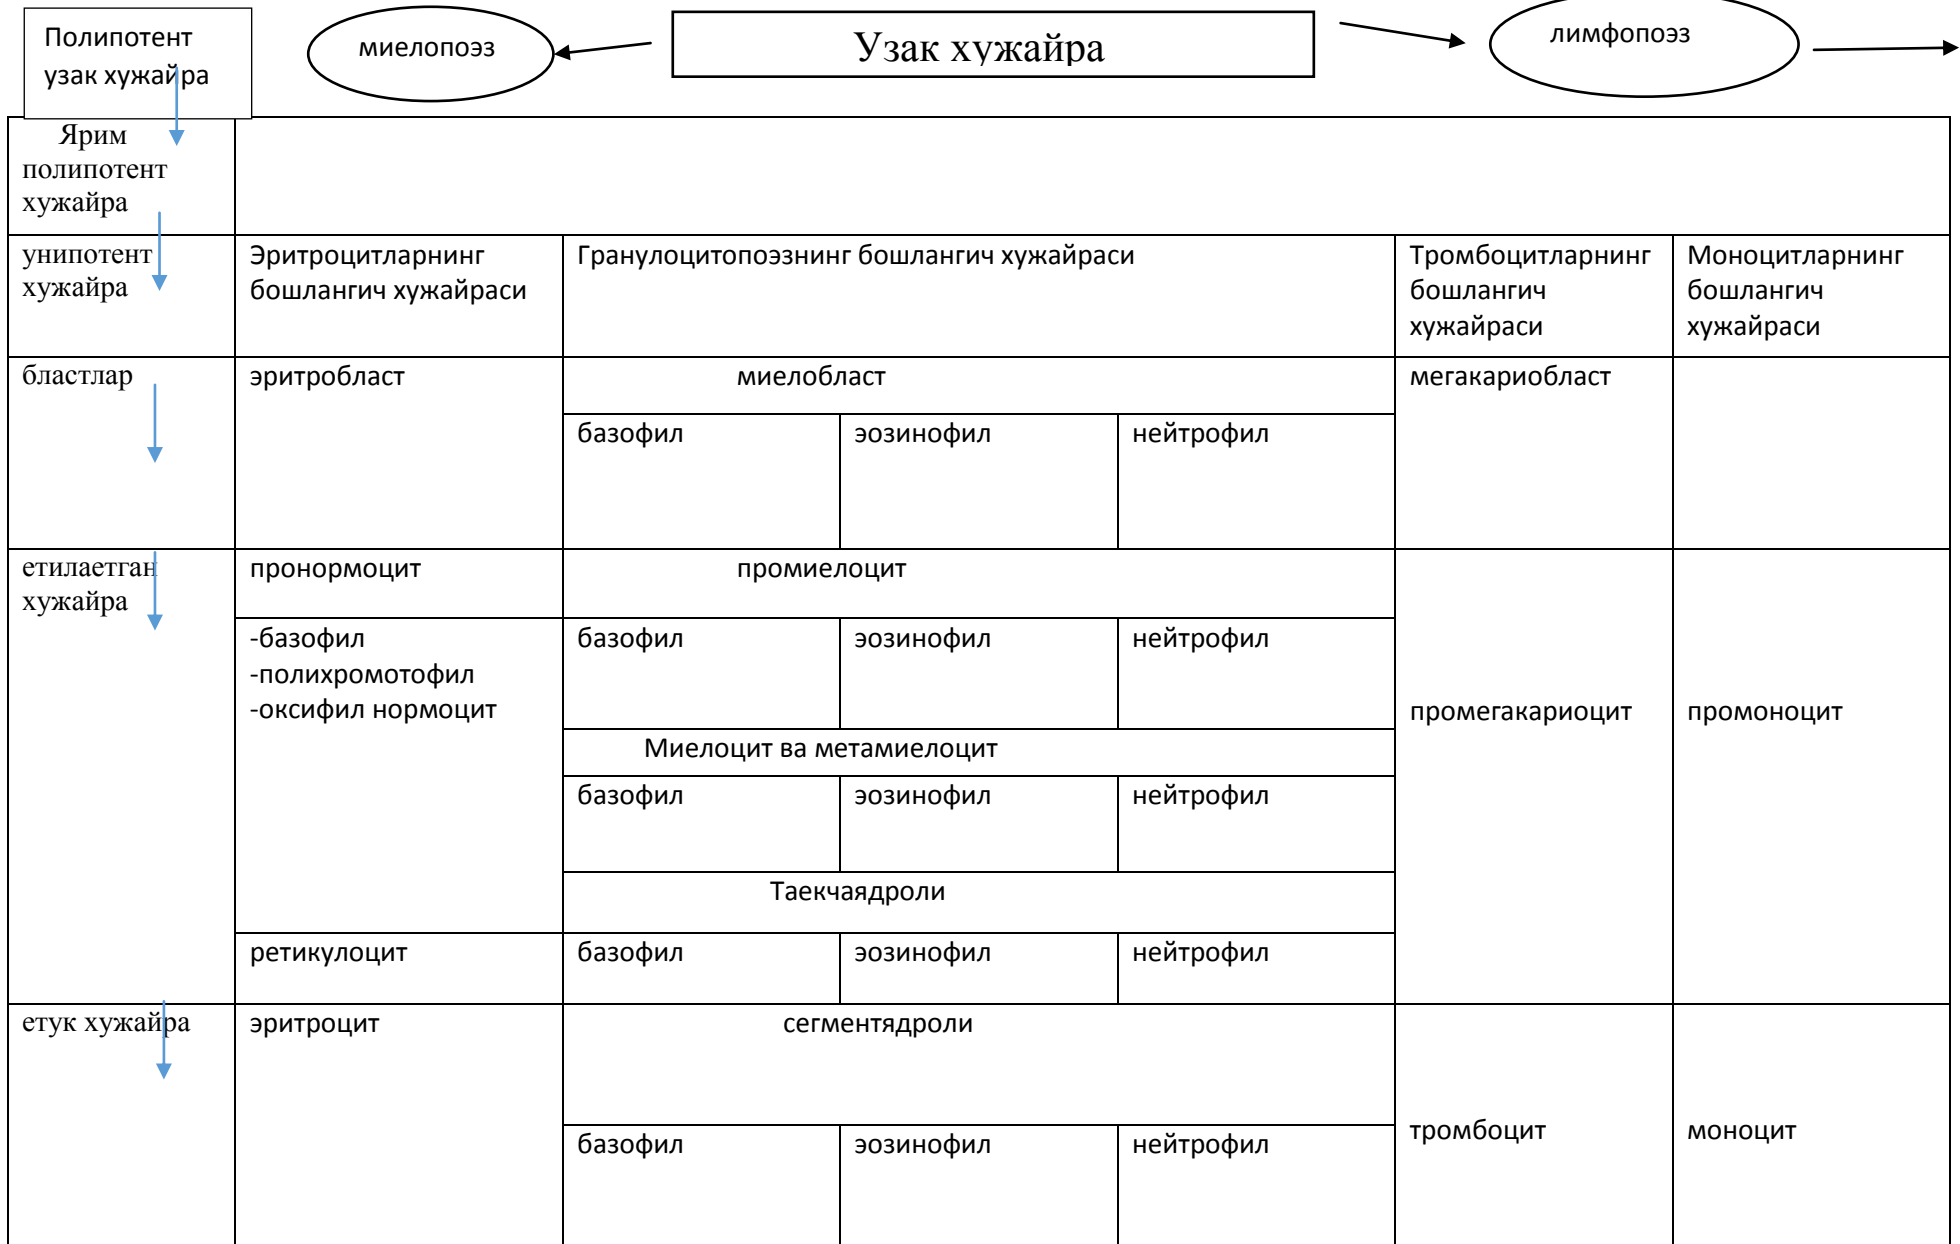 Полипотент
узак хужайра
миелопоэз
Узак хужайра
лимфопоэз
Ярим
полипотент
хужайра
унипотент
хужайра
Эритроцитларнинг
бошлангич хужайраси
Гранулоцитопоэзнинг бошлангич хужайраси
Тромбоцитларнинг
бошлангич
хужайраси
Моноцитларнинг
бошлангич
хужайраси
бластлар
эритробласт
миелобласт
мегакариобласт
базофил
эозинофил
нейтрофил
етилаетган
хужайра
пронормоцит
промиелоцит
-базофил
-полихромотофил
-оксифил нормоцит
базофил
эозинофил
нейтрофил
промегакариоцит
промоноцит
Миелоцит ва метамиелоцит
базофил
эозинофил
нейтрофил
Таекчаядроли
ретикулоцит
базофил
эозинофил
нейтрофил
етук хужайра
эритроцит
сегментядроли
тромбоцит
моноцит
базофил
эозинофил
нейтрофил